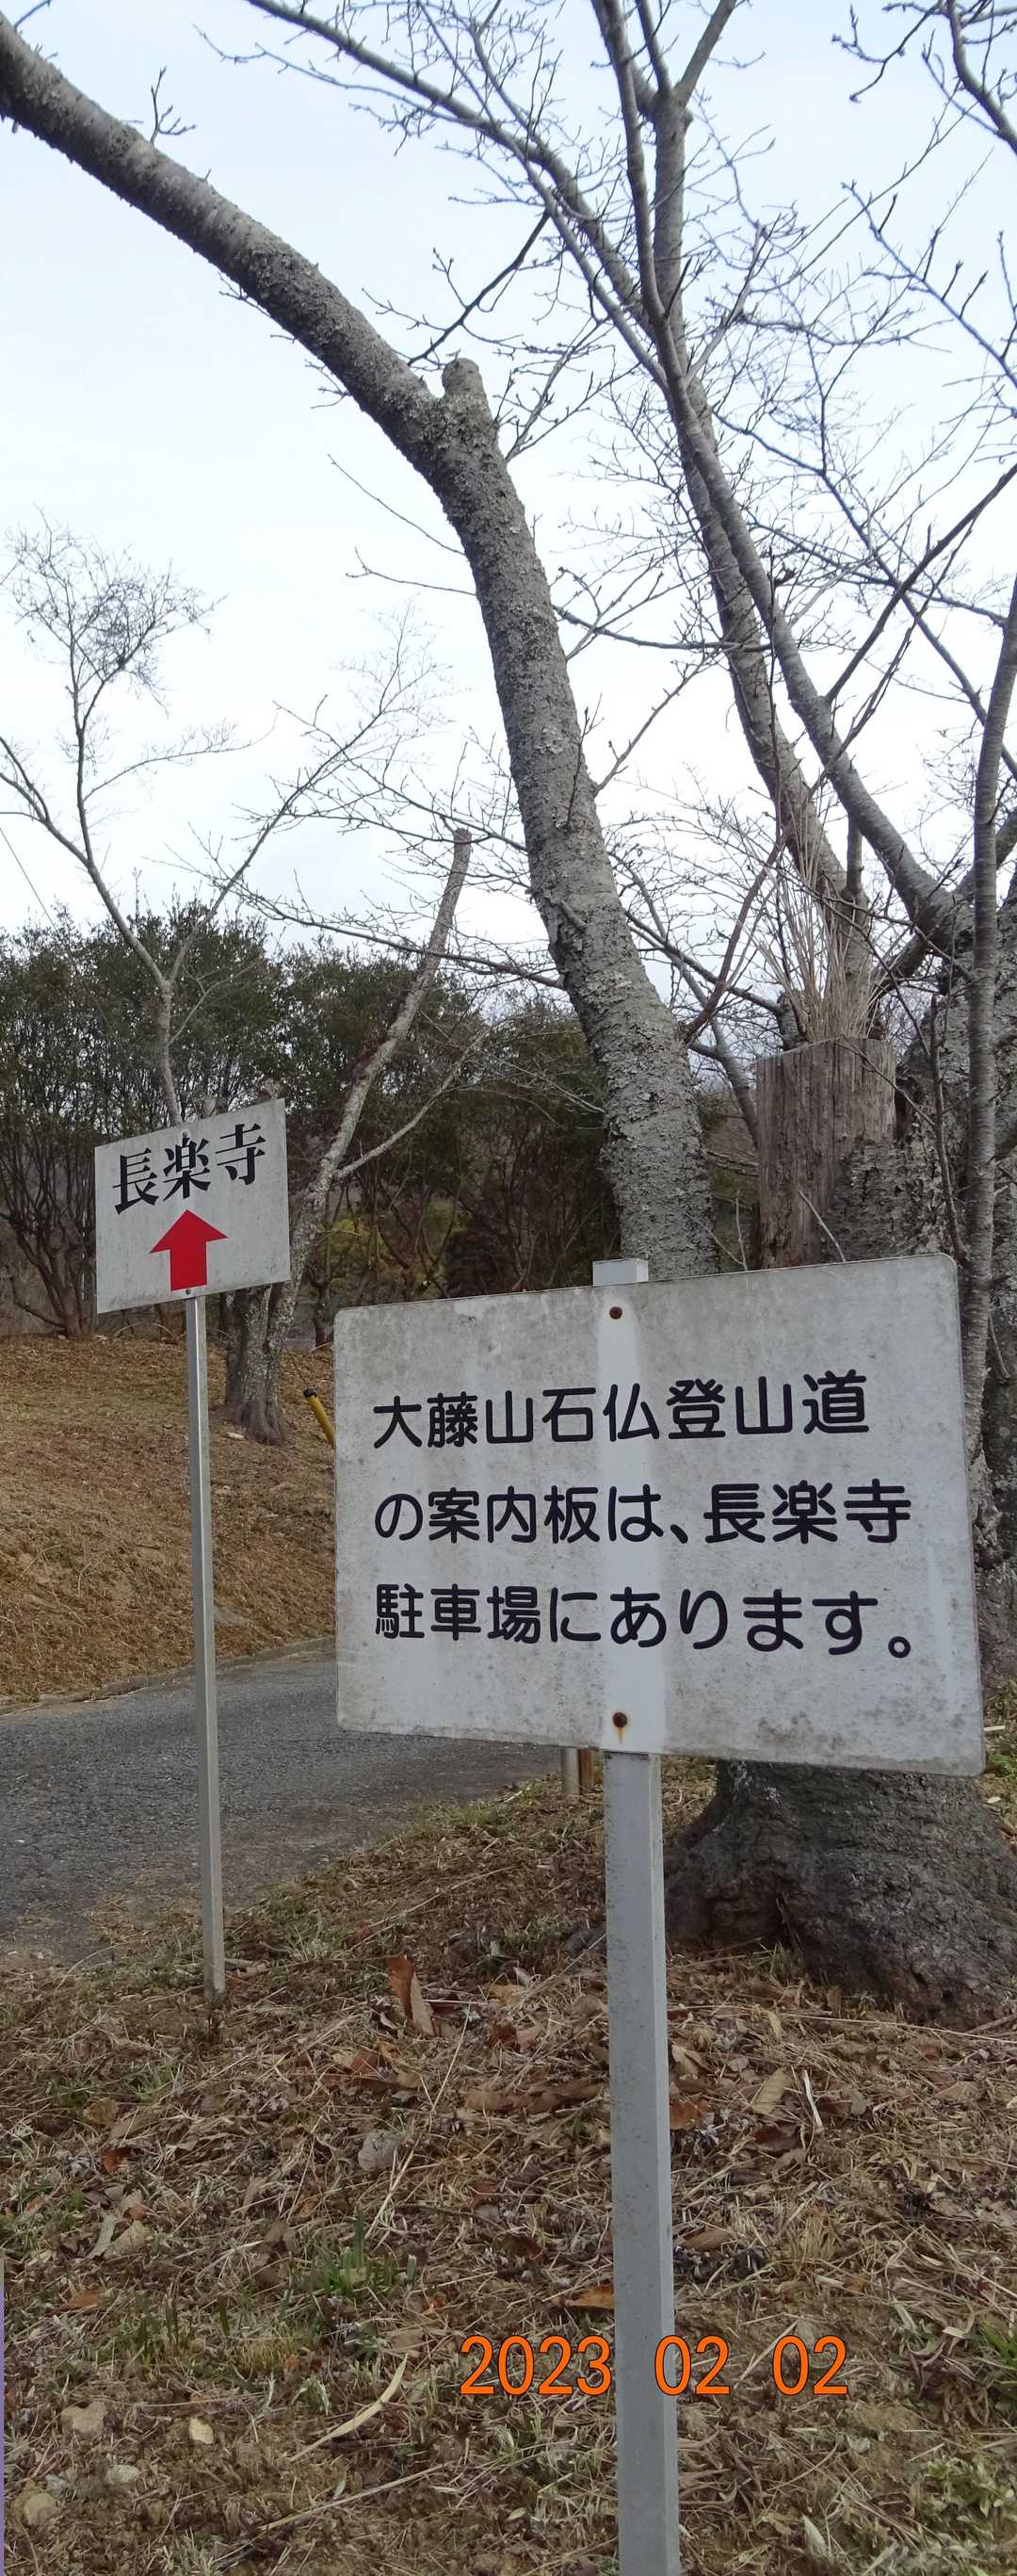 長楽寺
大藤山石仏登山道
の案内板は、長楽寺
駐車場にあります。
2023 02 02